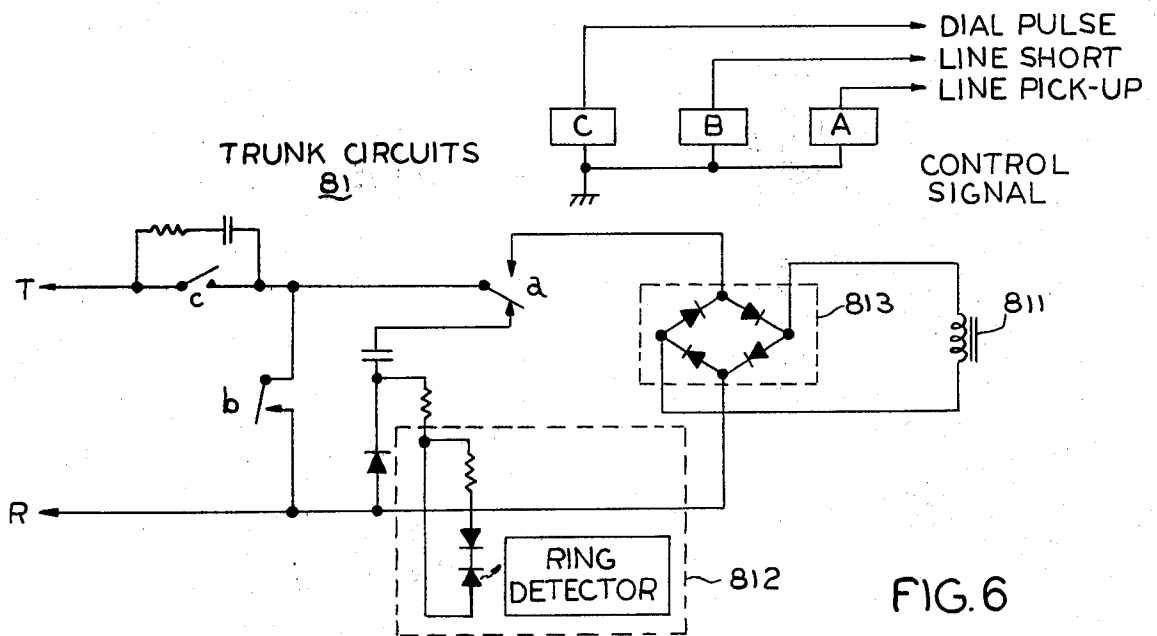 DIAL PULSE
LINE SHORT
LINE PICK-UP
C B A
TRUNK CIRCUITS
81
CONTROL
SIGNAL
T
c
a
813
811
b
R
RING
DETECTOR
812
FIG.6